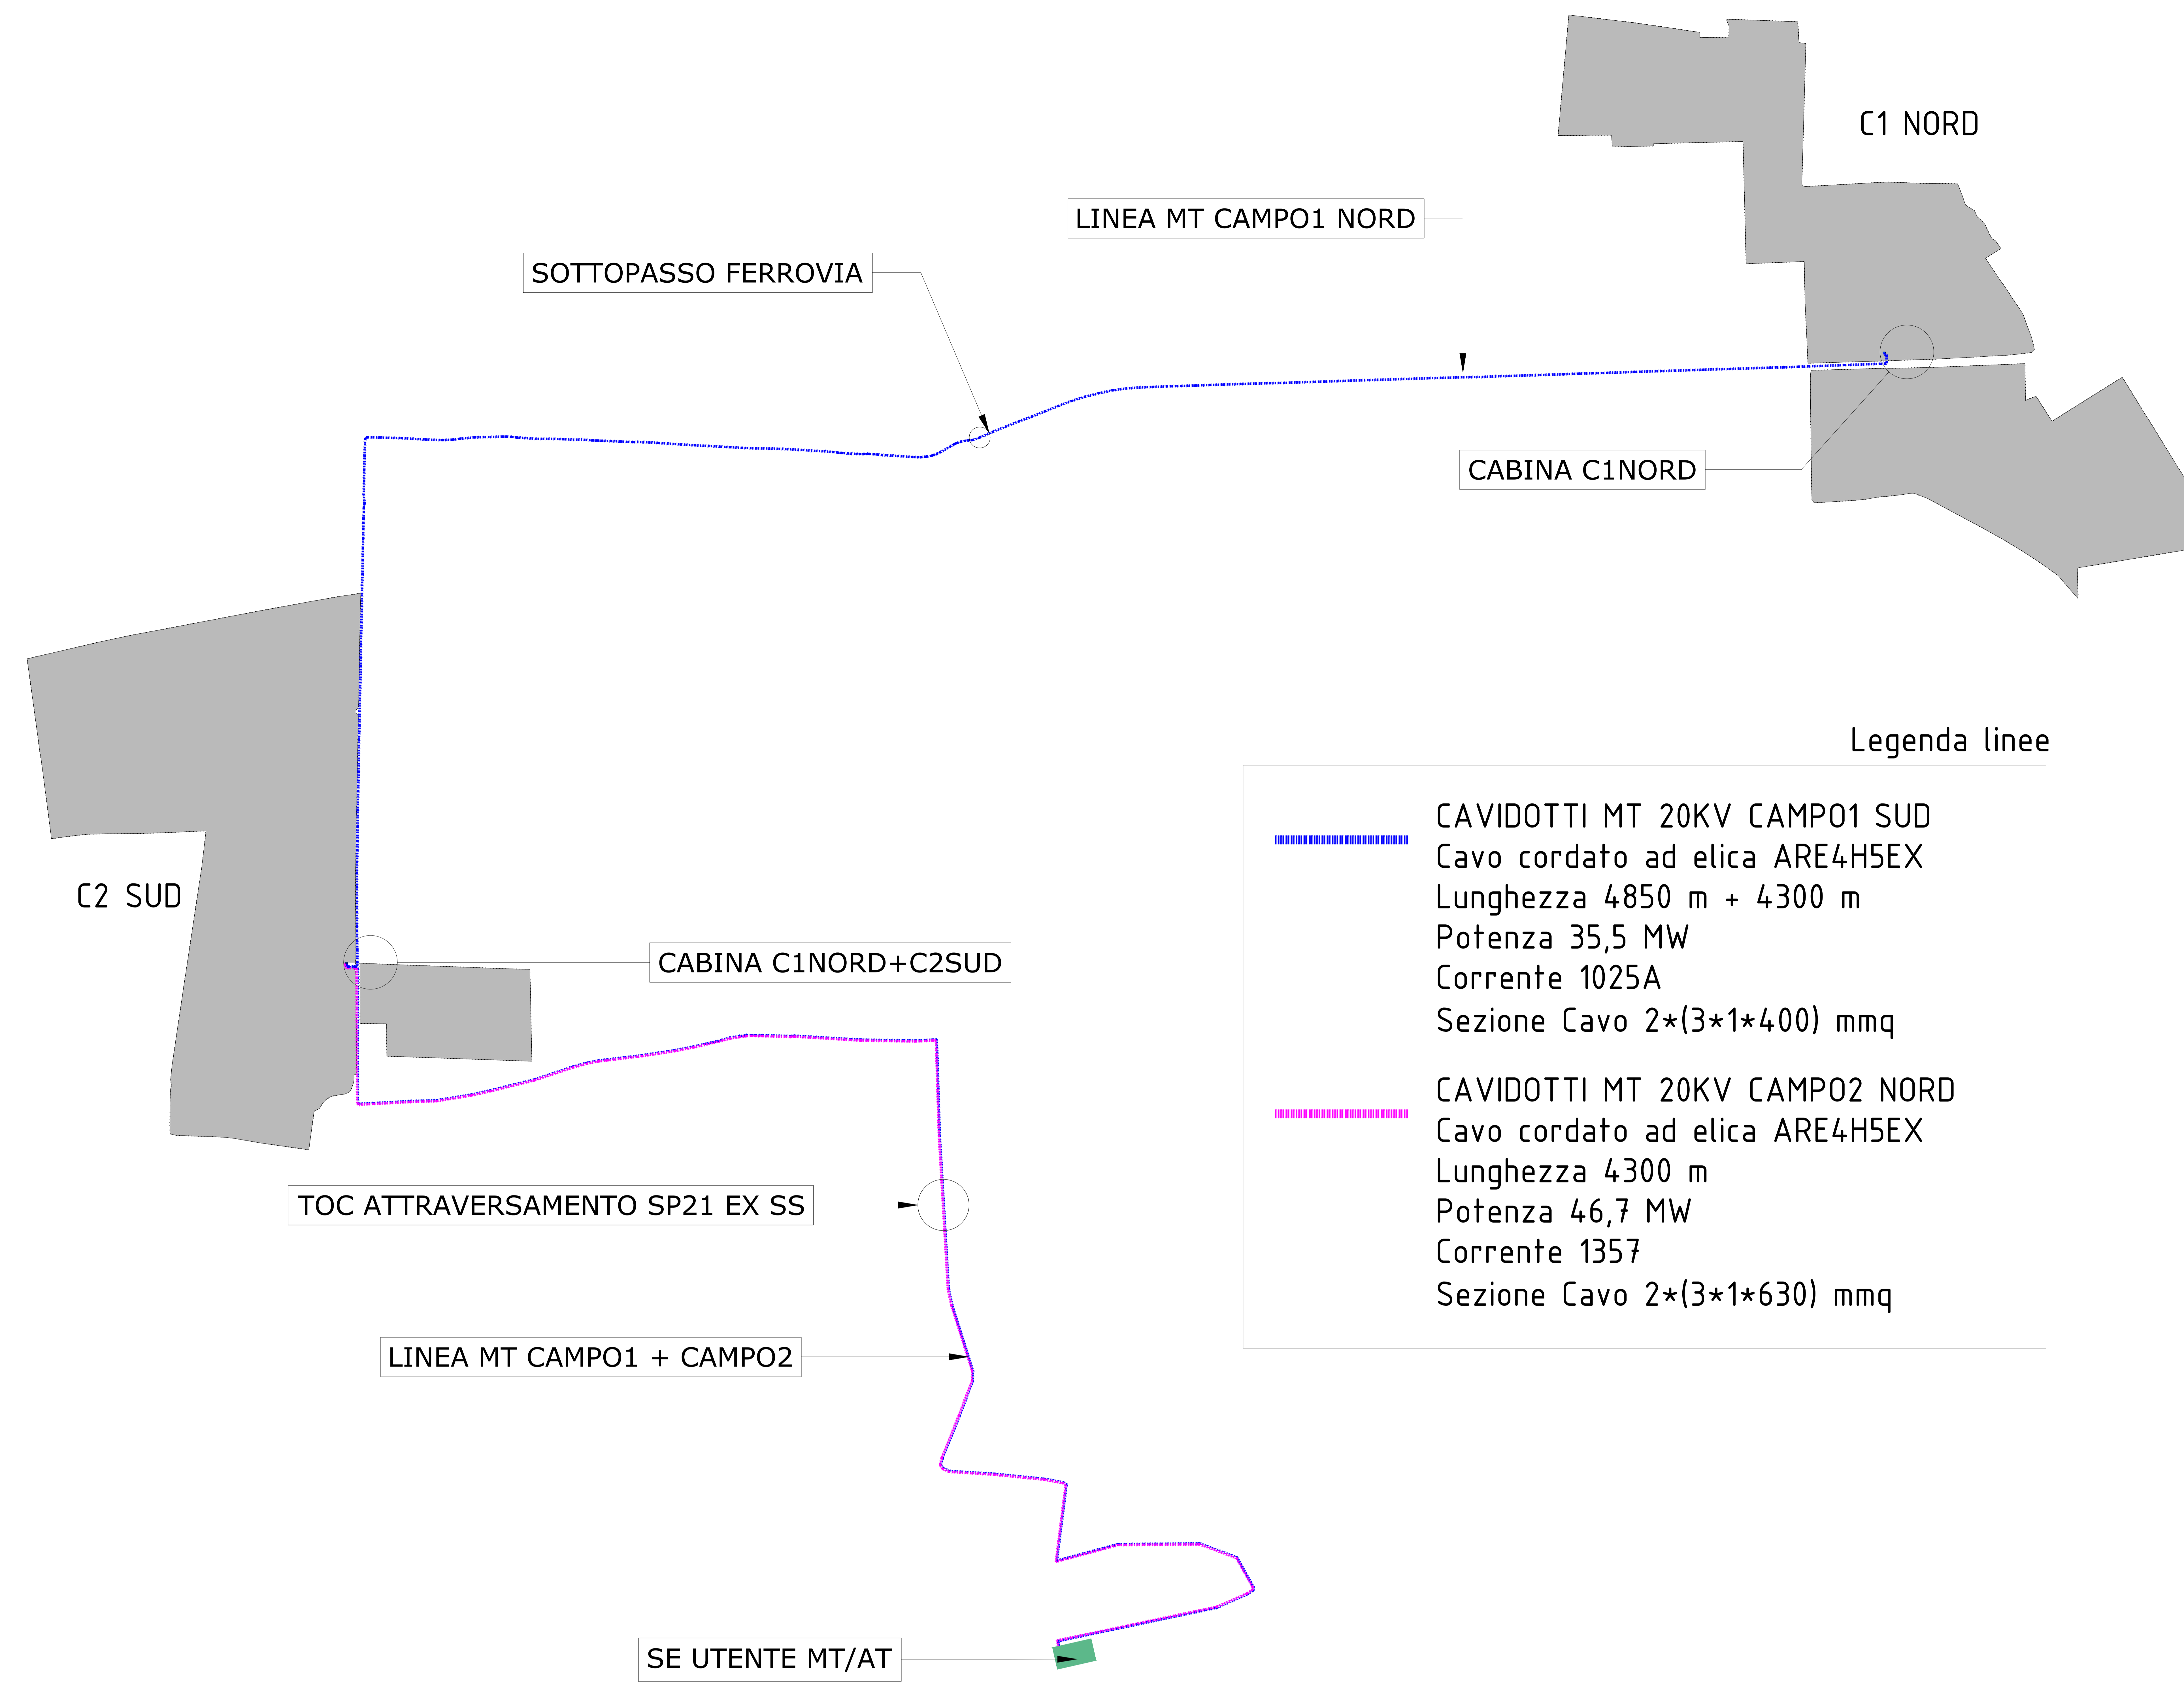 C1 NORD
LINEA MT CAMPO1 NORD
SOTTOPASSO FERROVIA
CABINA C1NORD
Legenda linee
CAVIDOTTI MT 20KV CAMPO1 SUD
Cavo cordato ad elica ARE4H5EX
Lunghezza 4850 m + 4300 m
Potenza 35,5 MW
Corrente 1025A
Sezione Cavo 2*(3*1*400) mmq
CAVIDOTTI MT 20KV CAMPO2 NORD
Cavo cordato ad elica ARE4H5EX
Lunghezza 4300 m
Potenza 46,7 MW
Corrente 1357
Sezione Cavo 2*(3*1*630) mmq
C2 SUD
CABINA C1NORD+C2SUD
TOC ATTRAVERSAMENTO SP21 EX SS
LINEA MT CAMPO1 + CAMPO2
SE UTENTE MT/AT